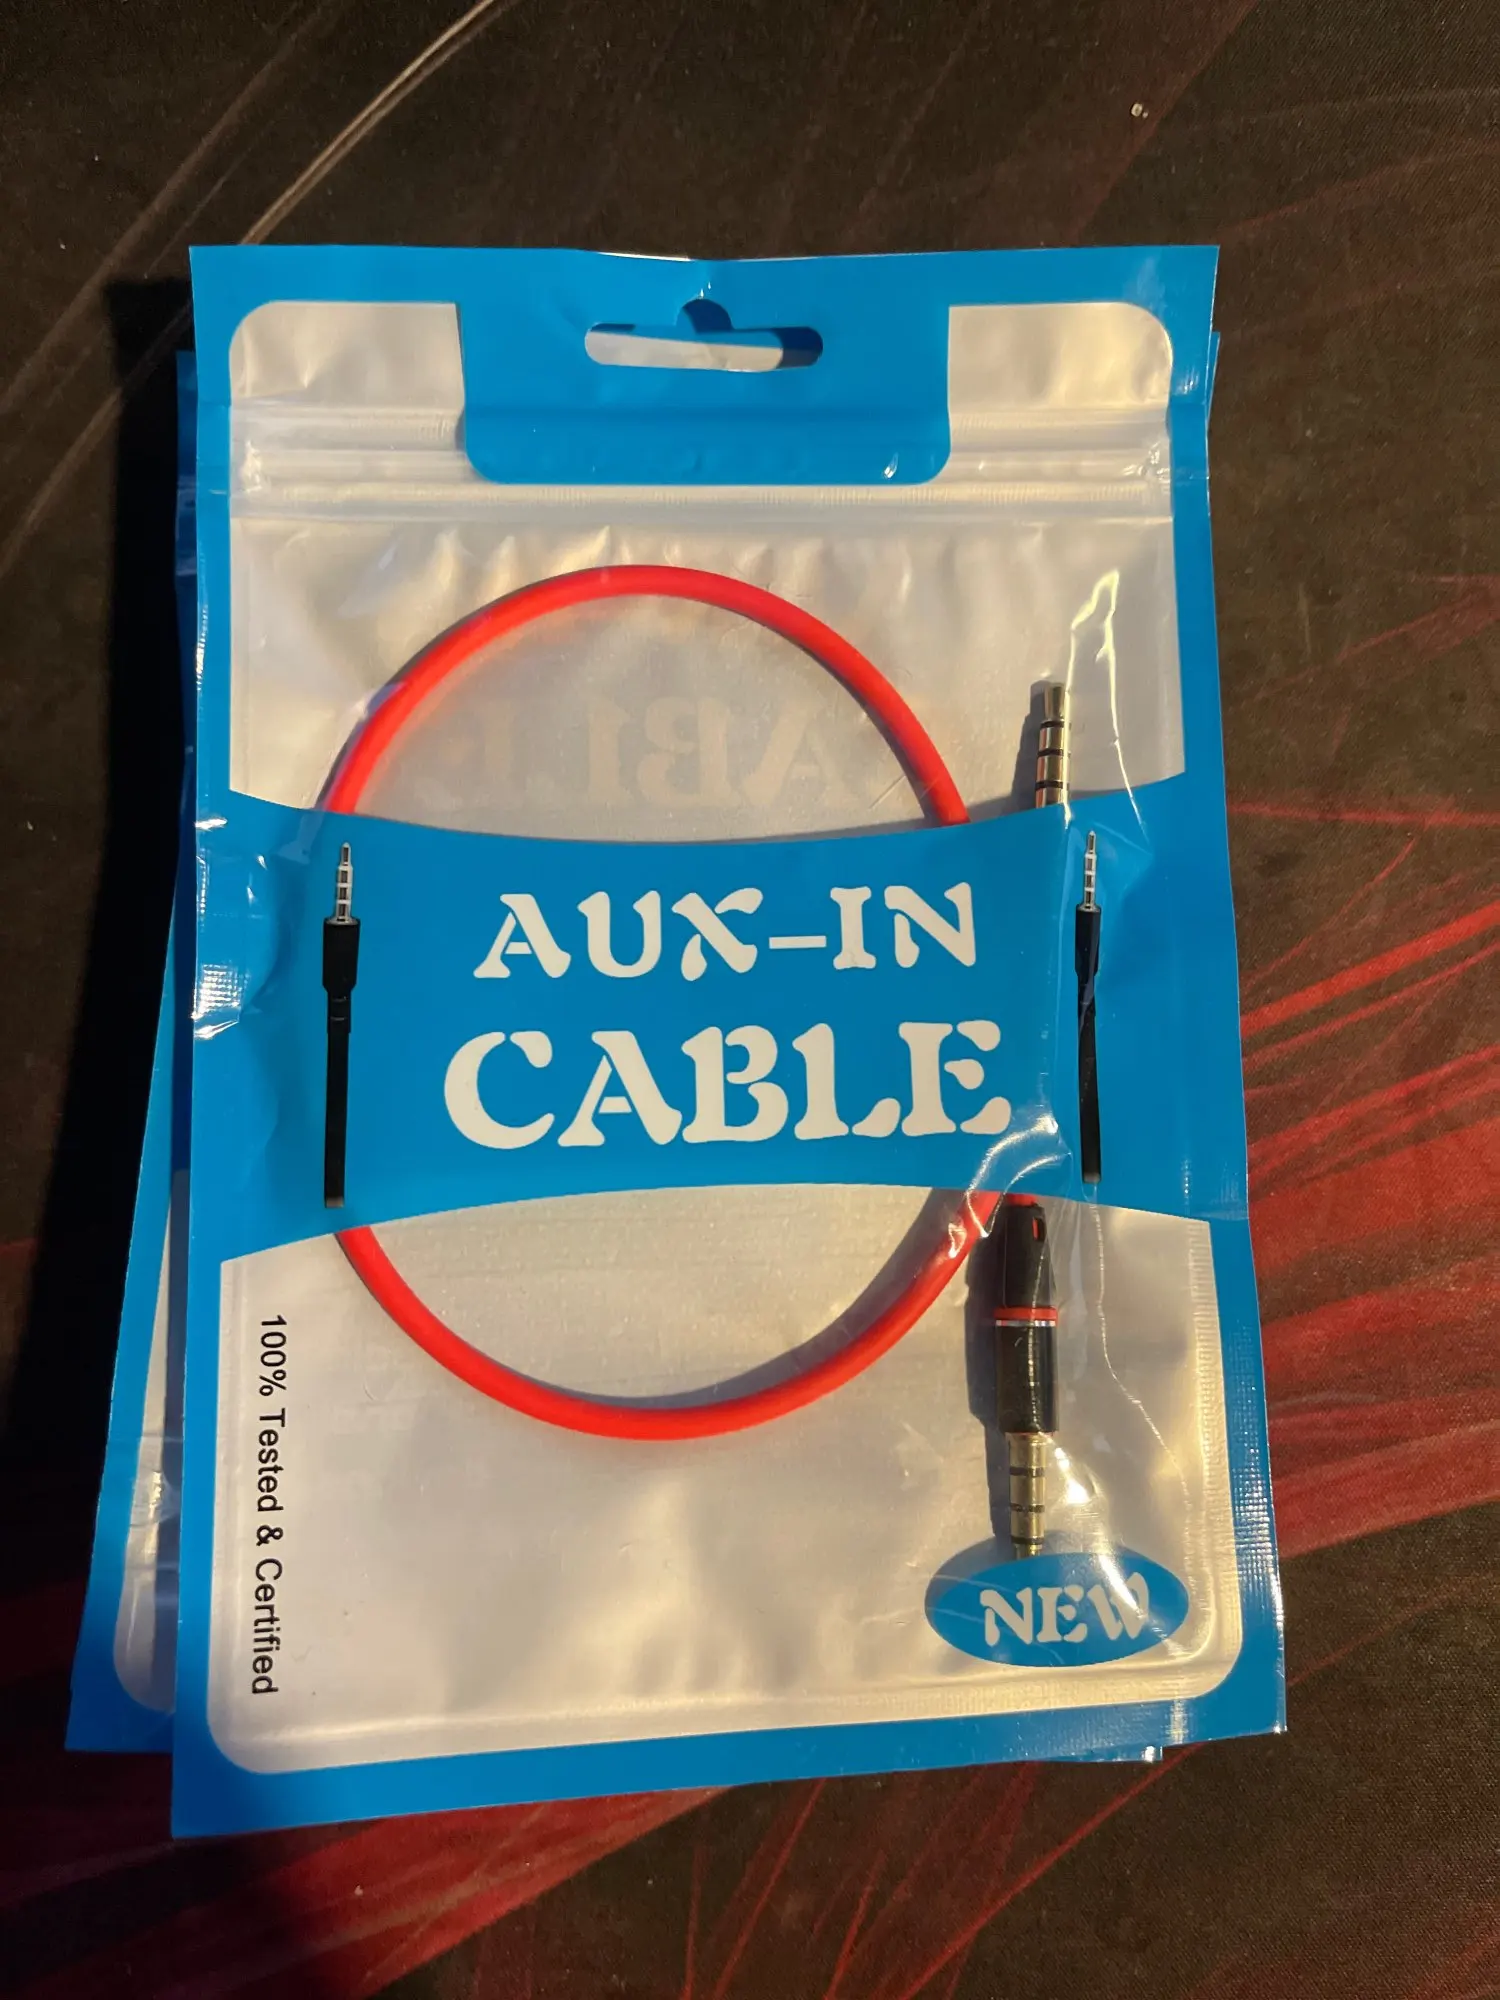 AUX-IN
CABLE
100% Tested & Certified
NEW